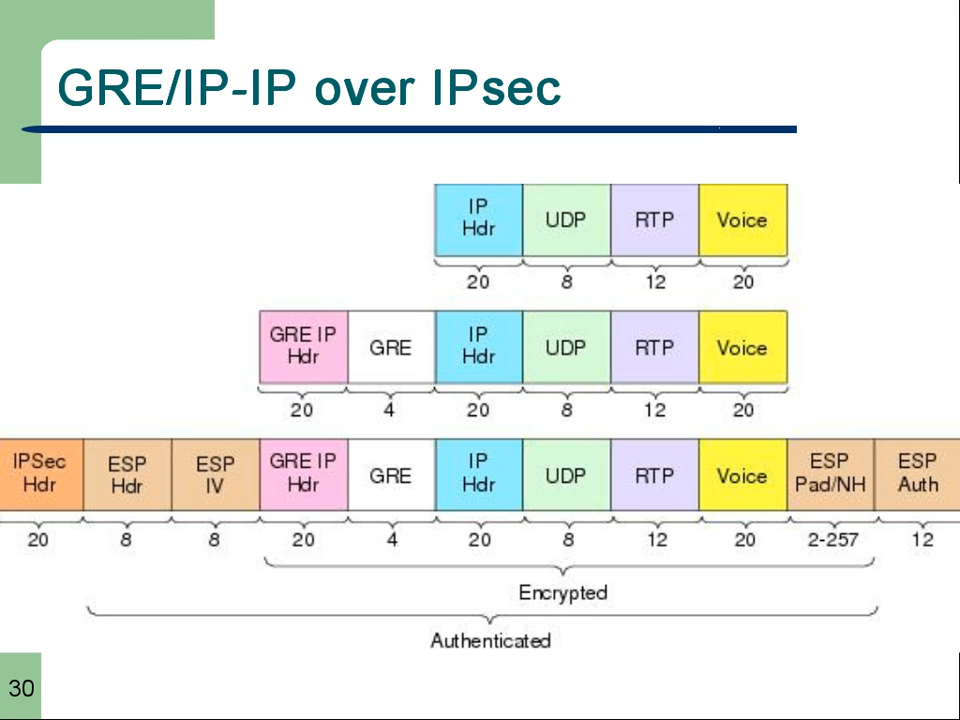 GRE/IP-IP over IPsec
IP Hdr UDP RTP Voice
20 8 12 20
GRE IP Hdr GRE IP Hdr UDP RTP Voice
20 4 20 8 12 20
IPSec Hdr ESP Hdr ESP IV GRE IP Hdr GRE IP Hdr UDP RTP Voice ESP Pad/NH ESP Auth
20 8 8 20 4 20 8 12 20 2-257 12
Encrypted
Authenticated
30